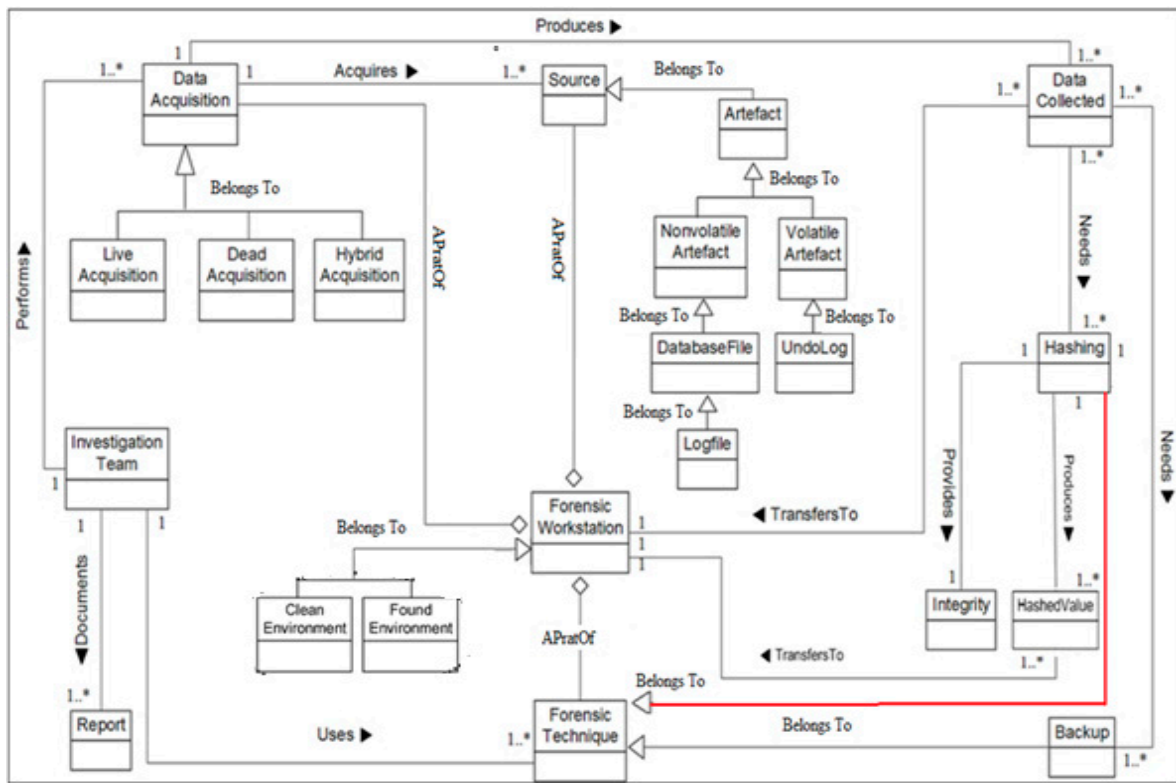 Produces ▶
1
1..*
1..*
Data
Acquisition
1
Acquires ▶
1..*
Source
Belongs To
Artefact
1..*
Data
Collected
1..*
1..*
Belongs To
Belongs To
Live
Acquisition
Dead
Acquisition
Hybrid
Acquisition
APratOf
APratOf
Nonvolatile
Artefact
Volatile
Artefact
Needs ▶
Performs ▶
Belongs To
Belongs To
DatabaseFile
UndoLog
1..*
1
Hashing
1
1
Belongs To
Logfile
Investigation
Team
1
1
1
Provides ▶
Produces ▶
Needs ▶
Belongs To
Forensic
Workstation
1
1
1
◀ TransfersTo
Documents ▶
Clean
Environment
Found
Environment
1
Integrity
1..*
HashedValue
1..*
APratOf
◀ TransfersTo
Belongs To
1..*
Report
Uses ▶
1..*
Forensic
Technique
Belongs To
Backup
1..*